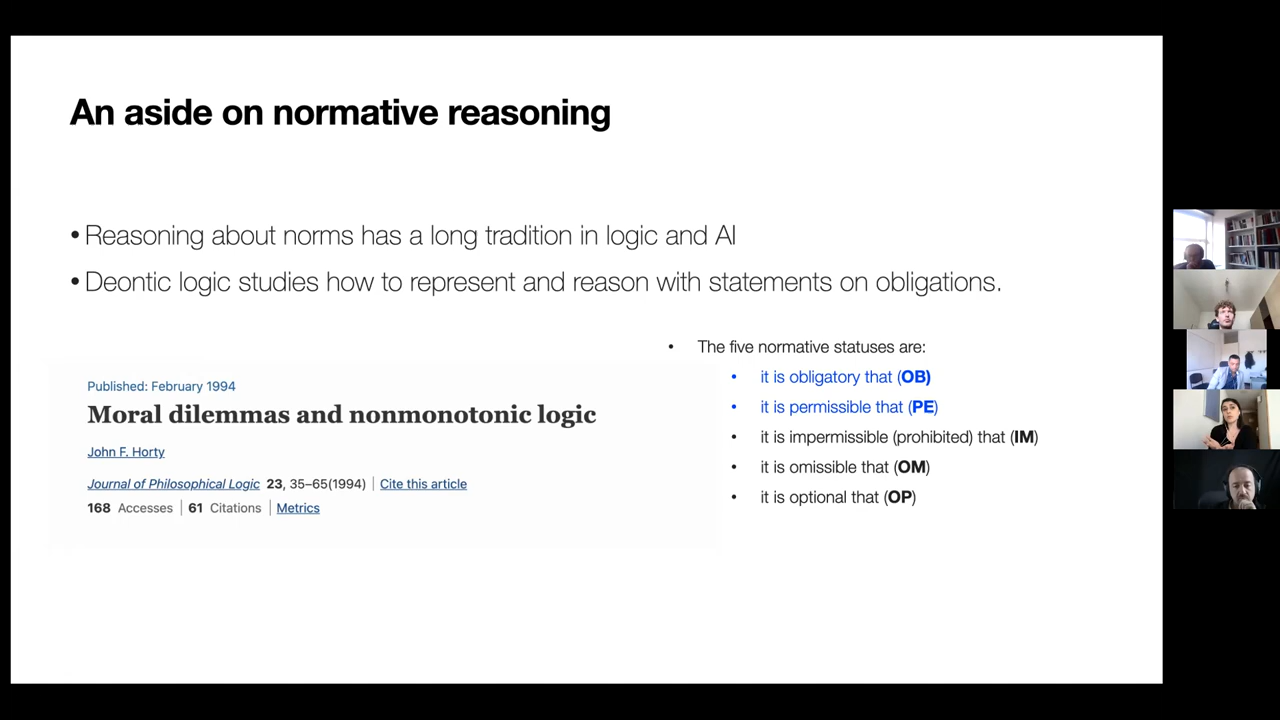 An aside on normative reasoning
• Reasoning about norms has a long tradition in logic and AI
• Deontic logic studies how to represent and reason with statements on obligations.
Published: February 1994
Moral dilemmas and nonmonotonic logic
John F. Horty
Journal of Philosophical Logic 23, 35–65(1994) | Cite this article
168 Accesses | 61 Citations | Metrics
• The five normative statuses are:
• it is obligatory that (OB)
• it is permissible that (PE)
• it is impermissible (prohibited) that (IM)
• it is omissible that (OM)
• it is optional that (OP)